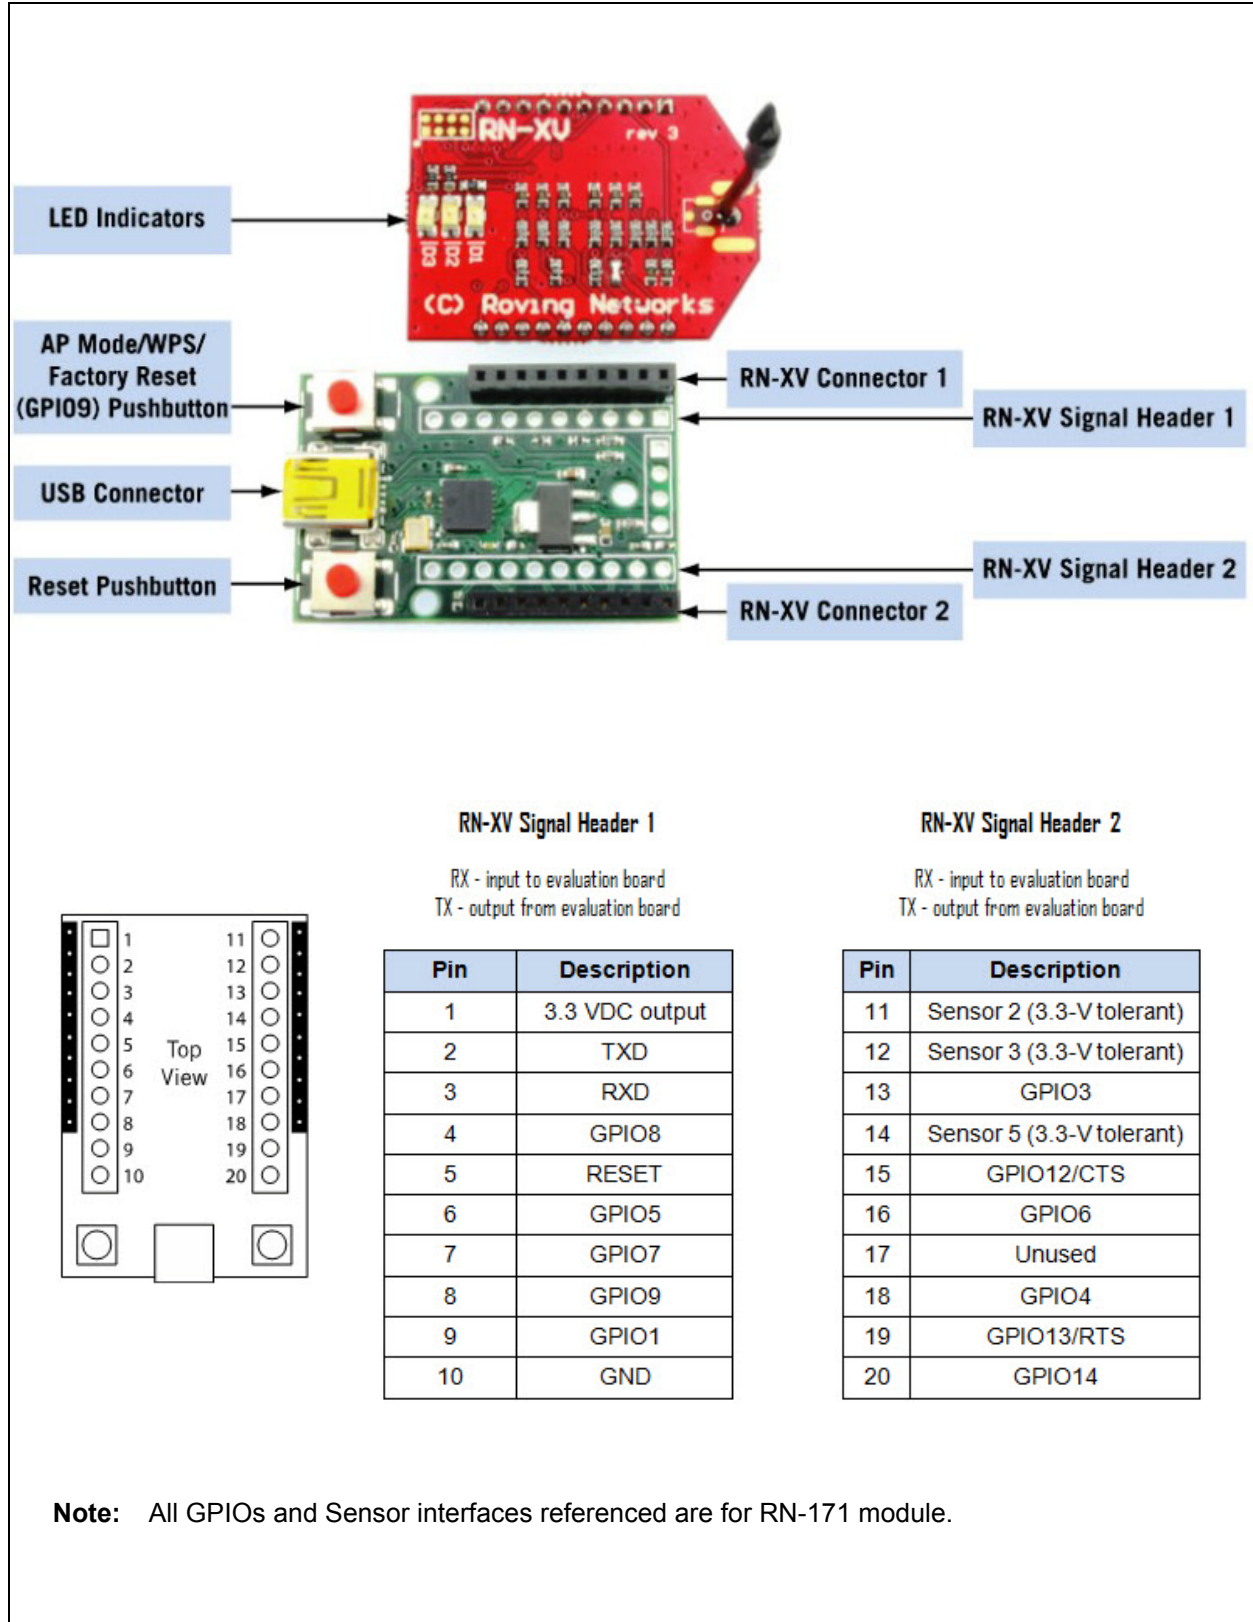 RN-XV rev 3
LED Indicators
D3 D2 D1
(C) Roving Networks
AP Mode/WPS/
Factory Reset
(GPIO9) Pushbutton
RN-XV Connector 1
RN-XV Signal Header 1
USB Connector
Reset Pushbutton
RN-XV Signal Header 2
RN-XV Connector 2
RN-XV Signal Header 1
RX - input to evaluation board
TX - output from evaluation board
RN-XV Signal Header 2
RX - input to evaluation board
TX - output from evaluation board
1 11
2 12
3 13
4 14
5 15
6 16
7 17
8 18
9 19
10 20
Top
View
Pin Description
1 3.3 VDC output
2 TXD
3 RXD
4 GPIO8
5 RESET
6 GPIO5
7 GPIO7
8 GPIO9
9 GPIO1
10 GND
Pin Description
11 Sensor 2 (3.3-V tolerant)
12 Sensor 3 (3.3-V tolerant)
13 GPIO3
14 Sensor 5 (3.3-V tolerant)
15 GPIO12/CTS
16 GPIO6
17 Unused
18 GPIO4
19 GPIO13/RTS
20 GPIO14
Note: All GPIOs and Sensor interfaces referenced are for RN-171 module.